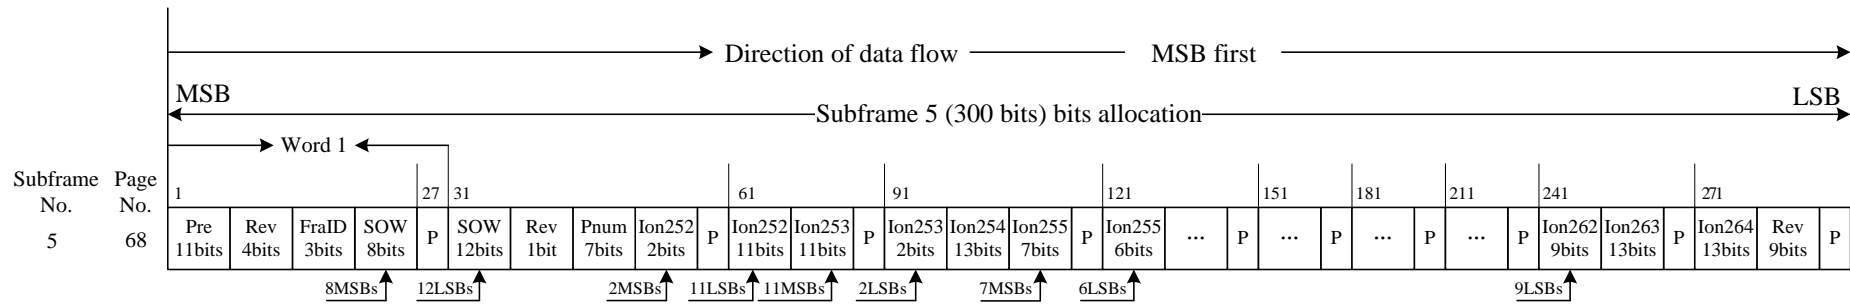 Direction of data flow MSB first
MSB LSB
Subframe 5 (300 bits) bits allocation
Word 1
Subframe No. Page No. 1 27 31 61 91 121 151 181 211 241 271
5 68 Pre 11bits Rev 4bits FraID 3bits SOW 8bits P SOW 12bits Rev 1bit Pnum 7bits Ion252 2bits P Ion252 11bits Ion253 11bits P Ion253 2bits Ion254 13bits Ion255 7bits P Ion255 6bits ... P ... P ... P ... P Ion262 9bits Ion263 13bits P Ion264 13bits Rev 9bits P
8MSBs 12LSBs 2MSBs 11LSBs 11MSBs 2LSBs 7MSBs 6LSBs 9LSBs